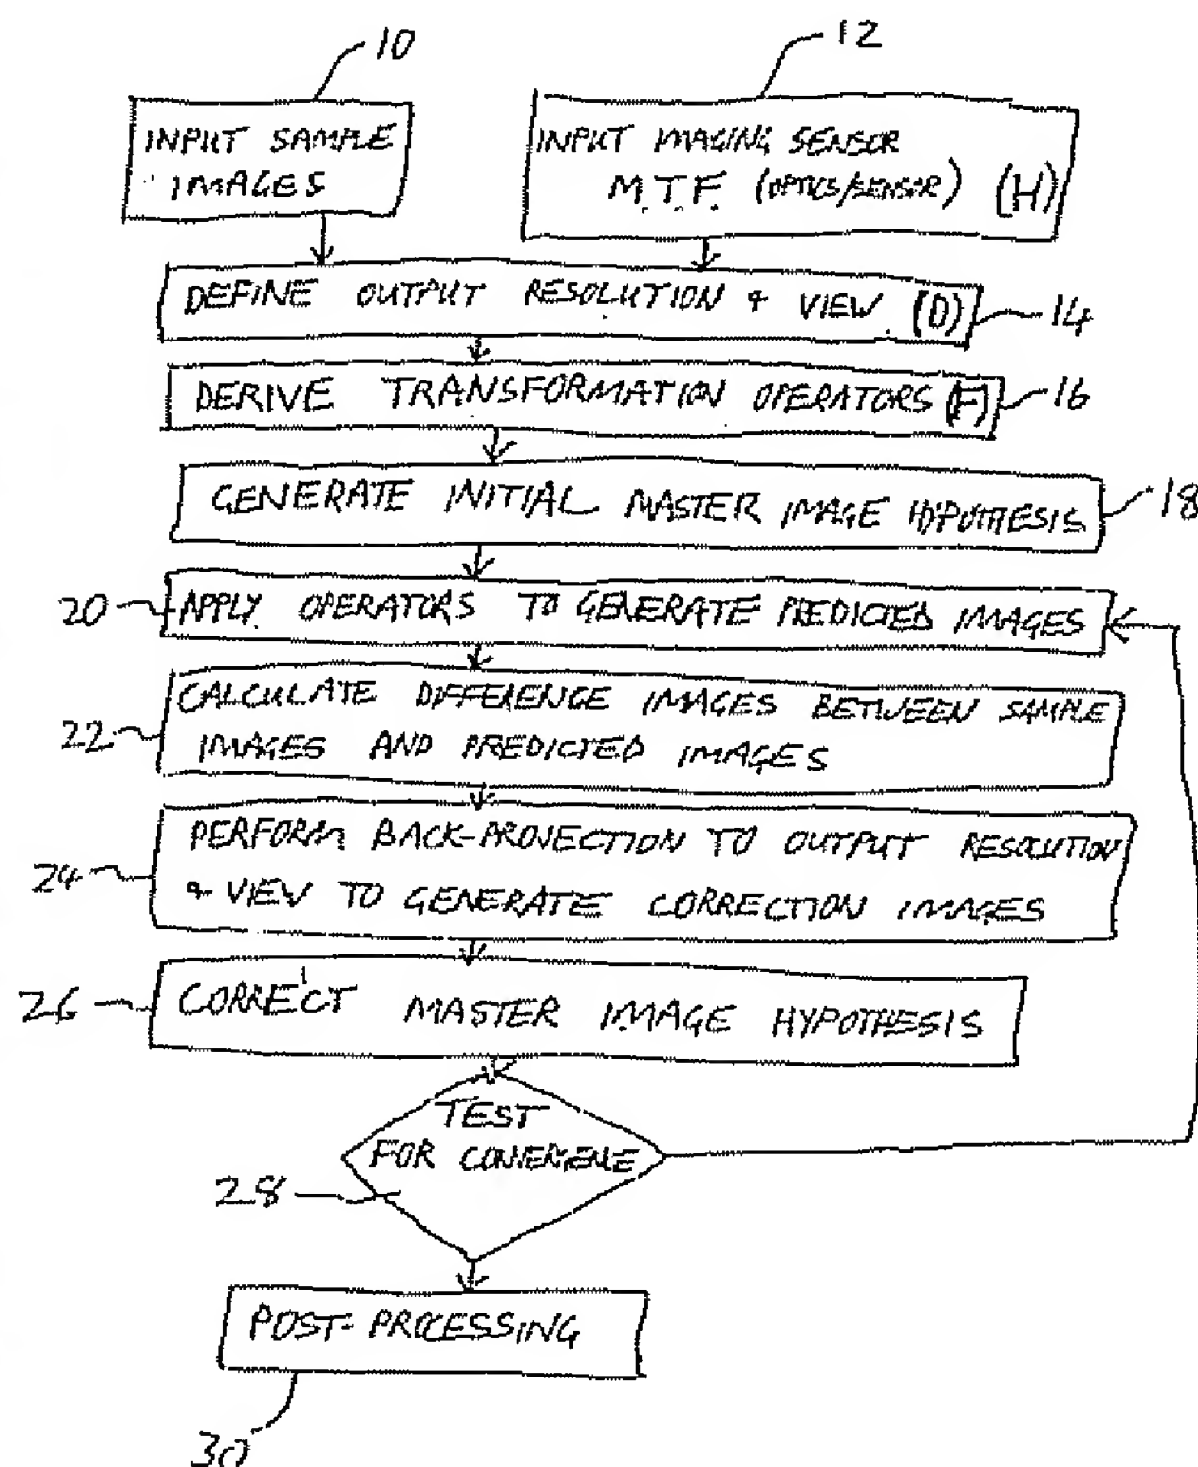 10
12
INPUT SAMPLE
IMAGES
INPUT IMAGING SENSOR
M.T.F. (OPTICS/SENSOR) (H)
DEFINE OUTPUT RESOLUTION + VIEW (D)
14
DERIVE TRANSFORMATION OPERATORS (F)
16
GENERATE INITIAL MASTER IMAGE HYPOTHESIS
18
20
APPLY OPERATORS TO GENERATE PREDICTED IMAGES
22
CALCULATE DIFFERENCE IMAGES BETWEEN SAMPLE
IMAGES AND PREDICTED IMAGES
24
PERFORM BACK-PROJECTION TO OUTPUT RESOLUTION
+ VIEW TO GENERATE CORRECTION IMAGES
26
CORRECT MASTER IMAGE HYPOTHESIS
TEST
FOR CONVERGENCE
28
POST-PROCESSING
30